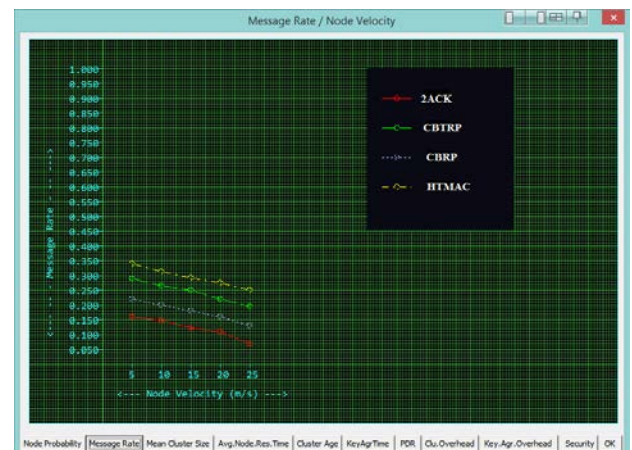 Message Rate / Node Velocity
1.000
0.950
0.900
0.850
0.800
0.750
0.700
0.650
0.600
0.550
0.500
0.450
0.400
0.350
0.300
0.250
0.200
0.150
0.100
0.050
<--- --- Message Rate --- --->
2ACK
CBTRP
CBRP
HTMAC
5 10 15 20 25
<--- Node Velocity (m/s) --->
Node Probability Message Rate Mean Cluster Size Avg.Node.Res.Time Cluster Age KeyAgrTime PDR Clu.Overhead Key.Agr.Overhead Security OK